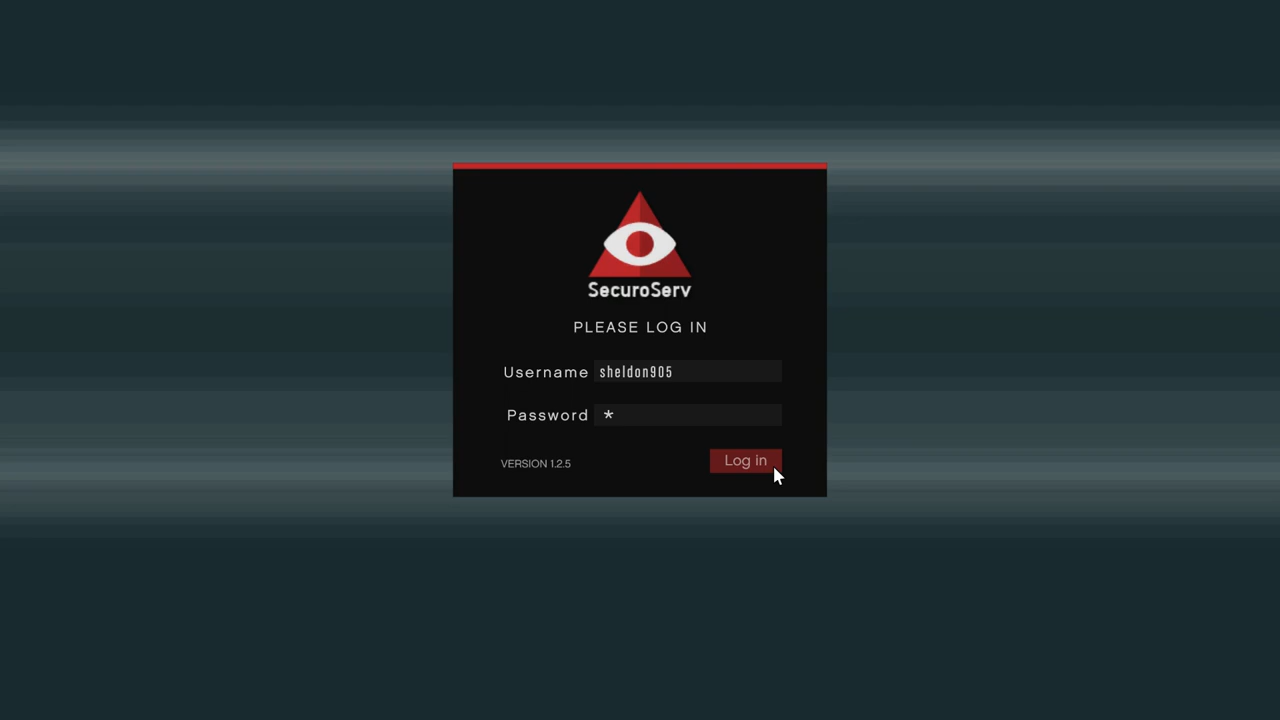 SecuroServ
PLEASE LOG IN
Username sheldon905
Password *
VERSION 1.2.5 Log in